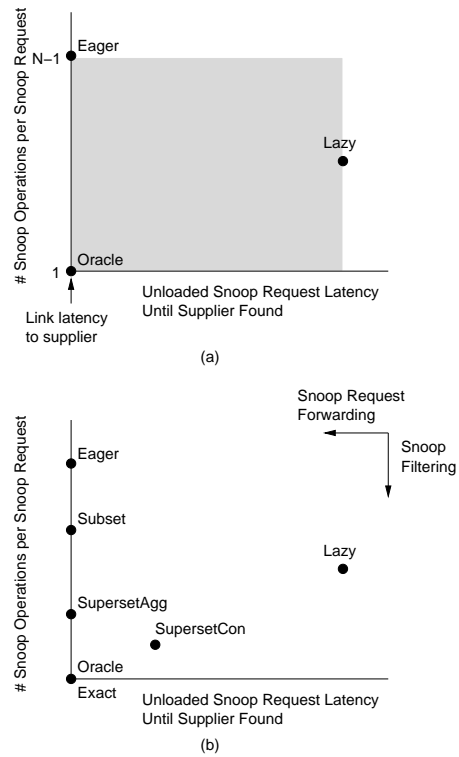 # Snoop Operations per Snoop Request
N−1
Eager
Lazy
Oracle
1
Unloaded Snoop Request Latency
Until Supplier Found
Link latency
to supplier
(a)
Snoop Request
Forwarding
Snoop
Filtering
# Snoop Operations per Snoop Request
Eager
Subset
Lazy
SupersetAgg
SupersetCon
Oracle
Exact
Unloaded Snoop Request Latency
Until Supplier Found
(b)